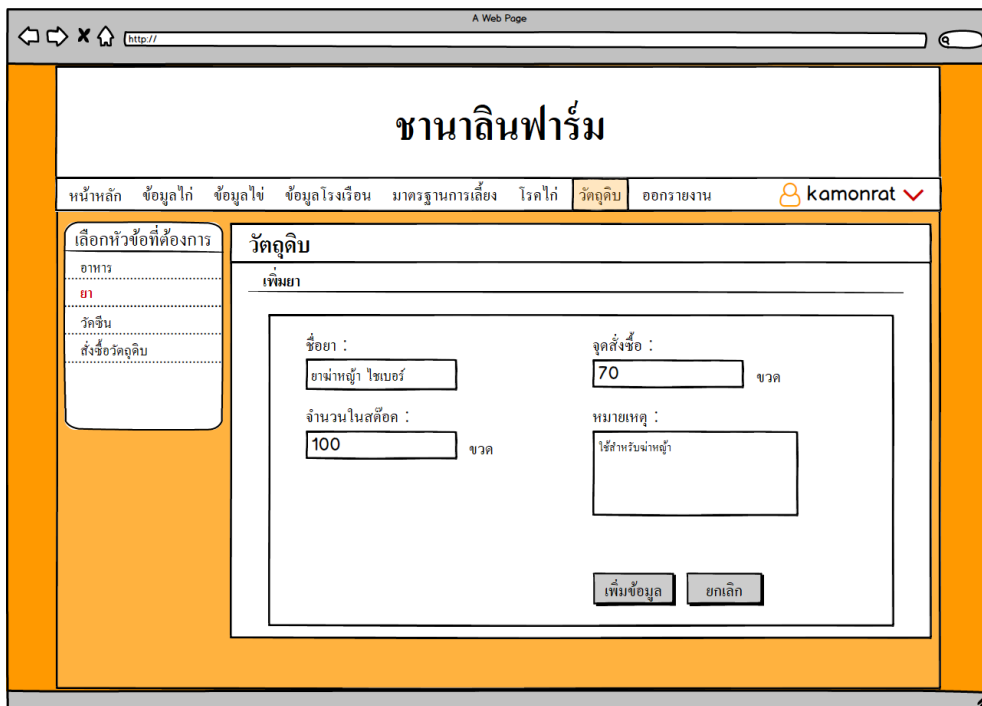 A Web Page
http://
ชานาลินฟาร์ม
หน้าหลัก ข้อมูลไก่ ข้อมูลไข่ ข้อมูลโรงเรือน มาตรฐานการเลี้ยง โรคไก่ วัตถุดิบ ออกรายงาน kamonrat
เลือกหัวข้อที่ต้องการ
อาหาร
ยา
วัคซีน
สั่งซื้อวัตถุดิบ
วัตถุดิบ
เพิ่มยา
ชื่อยา :
ยาฆ่าหญ้า ไซเบอร์
จำนวนในสต๊อค :
100 ขวด
จุดสั่งซื้อ :
70 ขวด
หมายเหตุ :
ใช้สำหรับฆ่าหญ้า
เพิ่มข้อมูล ยกเลิก